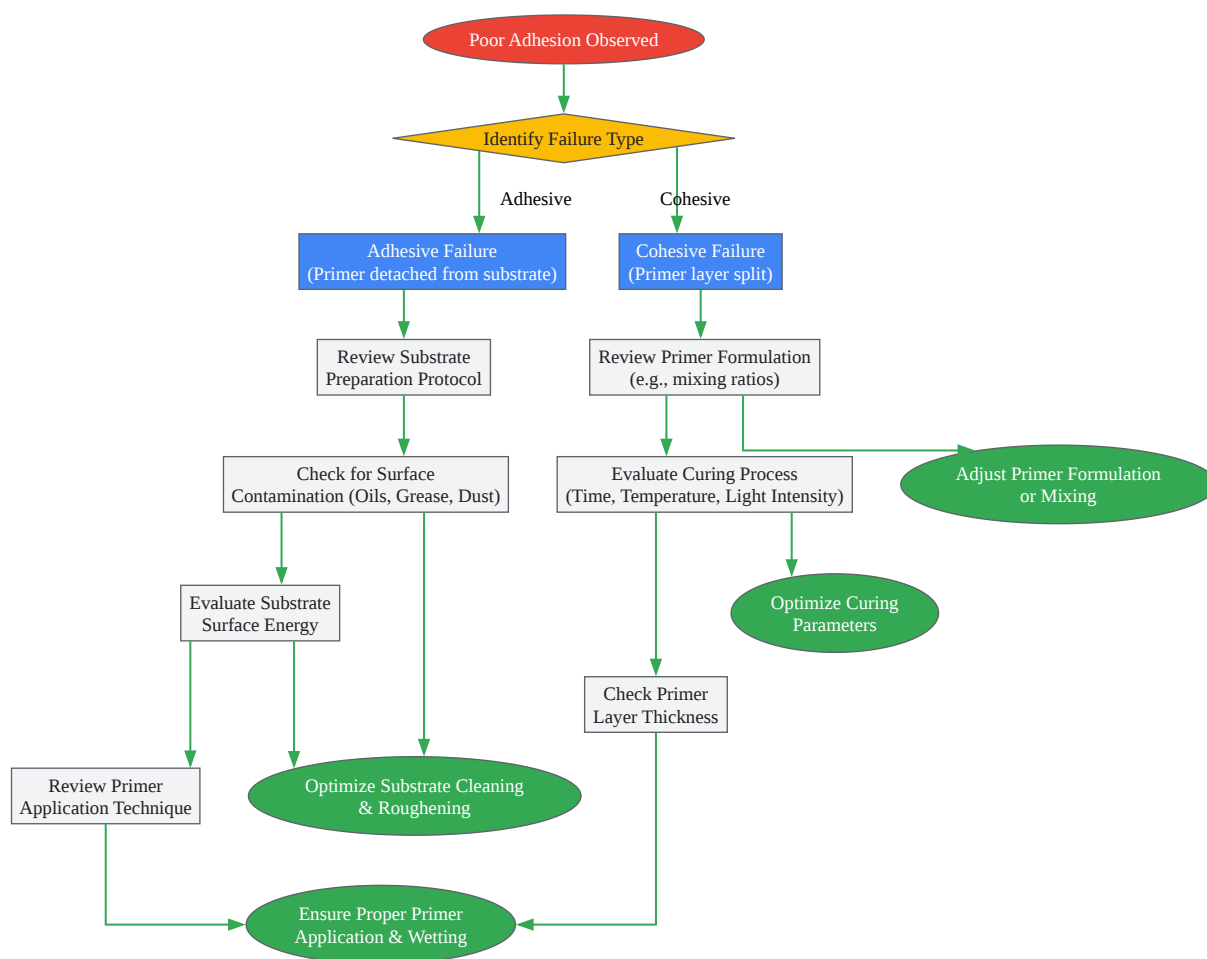 Poor Adhesion Observed
Identify Failure Type
Adhesive
Cohesive
Adhesive Failure
(Primer detached from substrate)
Cohesive Failure
(Primer layer split)
Review Substrate
Preparation Protocol
Review Primer Formulation
(e.g., mixing ratios)
Check for Surface
Contamination (Oils, Grease, Dust)
Evaluate Curing Process
(Time, Temperature, Light Intensity)
Adjust Primer Formulation
or Mixing
Evaluate Substrate
Surface Energy
Optimize Curing
Parameters
Check Primer
Layer Thickness
Review Primer
Application Technique
Optimize Substrate Cleaning
& Roughening
Ensure Proper Primer
Application & Wetting